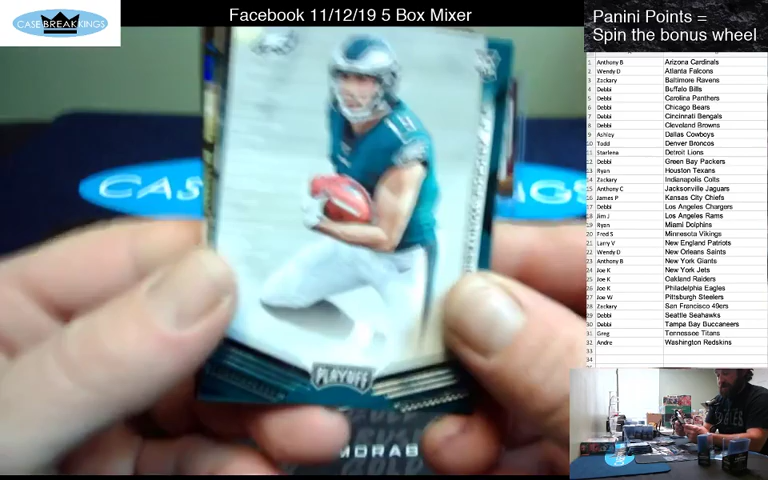 CASE BREAK KINGS
Facebook 11/12/19 5 Box Mixer
Panini Points =
Spin the bonus wheel
1 Anthony B Arizona Cardinals
2 Wendy D Atlanta Falcons
3 Zackary Baltimore Ravens
4 Debbi Buffalo Bills
5 Debbi Carolina Panthers
6 Debbi Chicago Bears
7 Debbi Cincinnati Bengals
8 Debbi Cleveland Browns
9 Ashley Dallas Cowboys
10 Todd Denver Broncos
11 Starlena Detroit Lions
12 Debbi Green Bay Packers
13 Ryan Houston Texans
14 Zackary Indianapolis Colts
15 Anthony C Jacksonville Jaguars
16 James P Kansas City Chiefs
17 Debbi Los Angeles Chargers
18 Jim J Los Angeles Rams
19 Ryan Miami Dolphins
20 Fred S Minnesota Vikings
21 Larry V New England Patriots
22 Wendy D New Orleans Saints
23 Anthony B New York Giants
24 Joe K New York Jets
25 Joe K Oakland Raiders
26 Joe K Philadelphia Eagles
27 Joe W Pittsburgh Steelers
28 Zackary San Francisco 49ers
29 Debbi Seattle Seahawks
30 Debbi Tampa Bay Buccaneers
31 Greg Tennessee Titans
32 Andre Washington Redskins
33
34
CAS
NGS
PLAYOFF
MORAB
GOLD